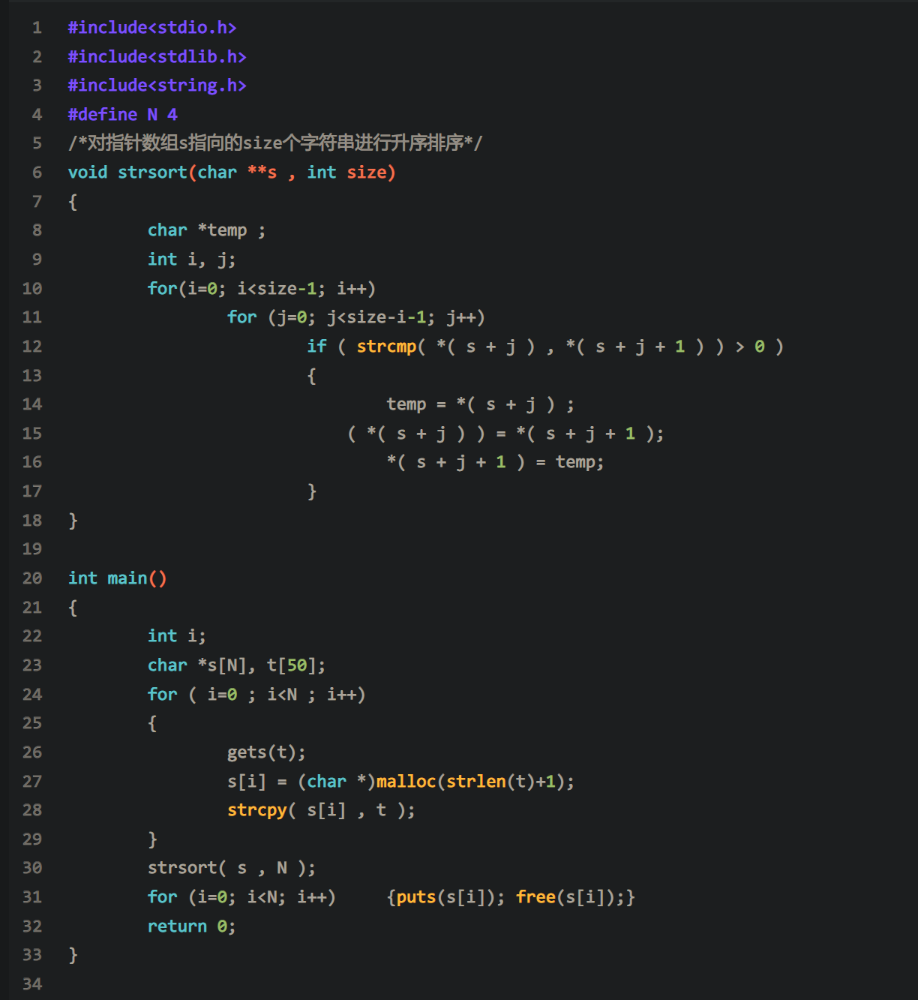 1 #include<stdio.h>
2 #include<stdlib.h>
3 #include<string.h>
4 #define N 4
5 /*对指针数组s指向的size个字符串进行升序排序*/
6 void strsort(char **s , int size)
7 {
8 char *temp ;
9 int i, j;
10 for(i=0; i<size-1; i++)
11 for (j=0; j<size-i-1; j++)
12 if ( strcmp( *( s + j ) , *( s + j + 1 ) ) > 0 )
13 {
14 temp = *( s + j ) ;
15 ( *( s + j ) ) = *( s + j + 1 );
16 *( s + j + 1 ) = temp;
17 }
18 }
19
20 int main()
21 {
22 int i;
23 char *s[N], t[50];
24 for ( i=0 ; i<N ; i++)
25 {
26 gets(t);
27 s[i] = (char *)malloc(strlen(t)+1);
28 strcpy( s[i] , t );
29 }
30 strsort( s , N );
31 for (i=0; i<N; i++) {puts(s[i]); free(s[i]);}
32 return 0;
33 }
34